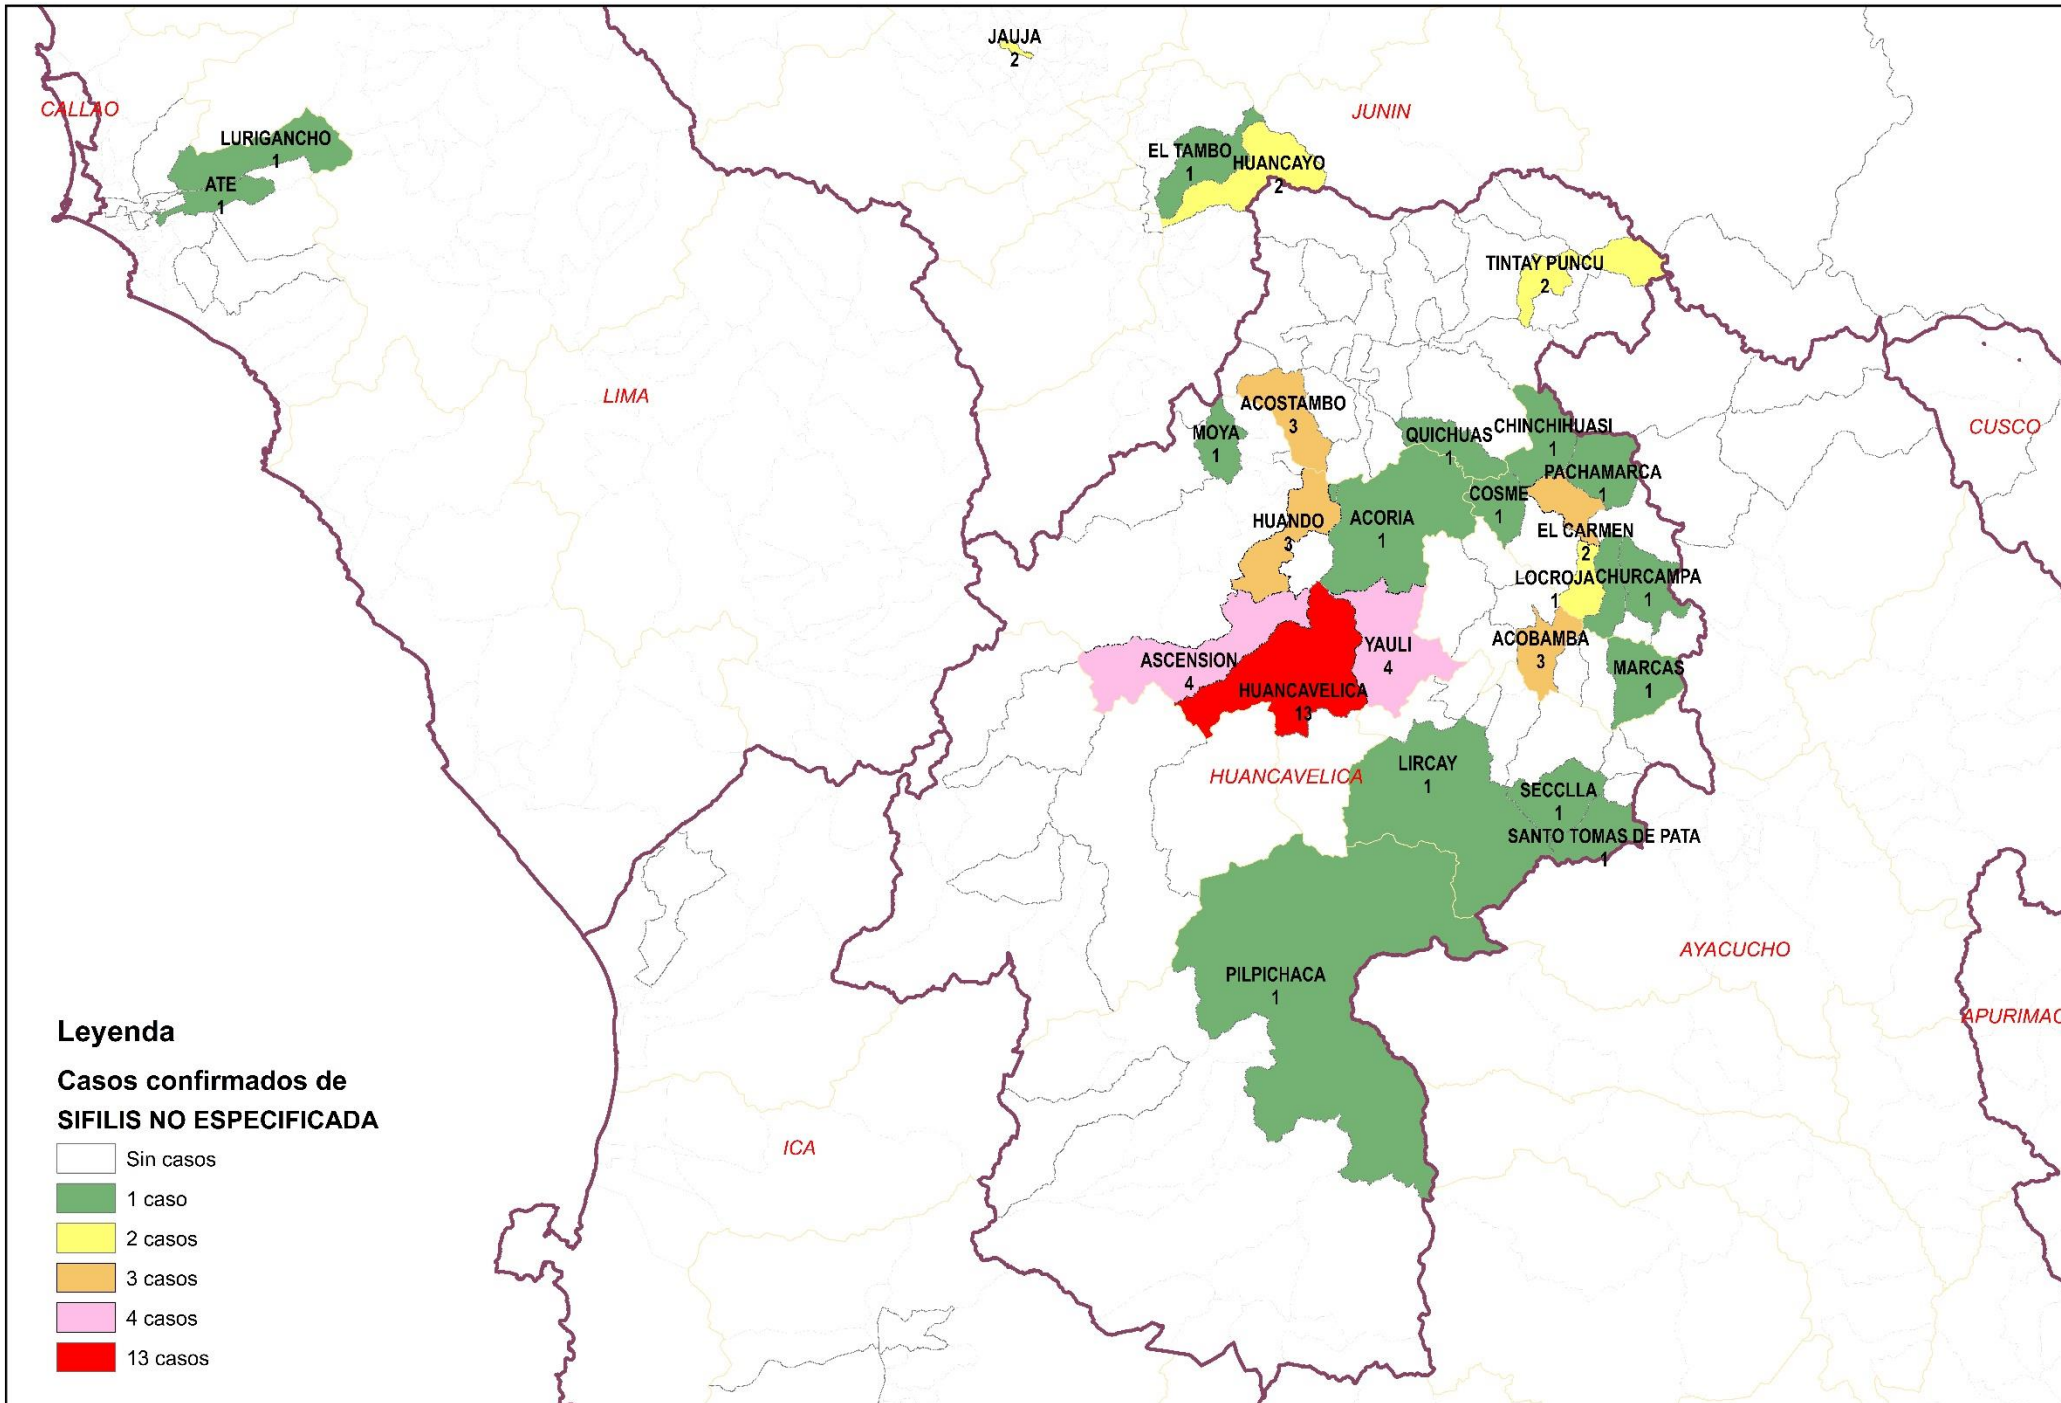 JAUJA
2
CALLAO
JUNIN
LURIGANCHO
1
EL TAMBO
1
HUANCAYO
2
ATE
1
TINTAY PUNCU
2
LIMA
ACOSTAMBO
3
MOYA
1
QUICHUAS
1
CHINCHIHUASI
1
CUSCO
PACHAMARCA
1
COSME
1
HUANDO
3
ACORIA
1
EL CARMEN
2
LOCROJA
1
CHURCAMPA
1
ACOBAMBA
3
YAULI
4
ASCENSION
4
MARCAS
1
HUANCAVELICA
13
HUANCAVELICA
LIRCAY
1
SECCLLA
1
SANTO TOMAS DE PATA
1
AYACUCHO
PILPICHACA
1
APURIMAC
ICA
Leyenda
Casos confirmados de
SIFILIS NO ESPECIFICADA
Sin casos
1 caso
2 casos
3 casos
4 casos
13 casos